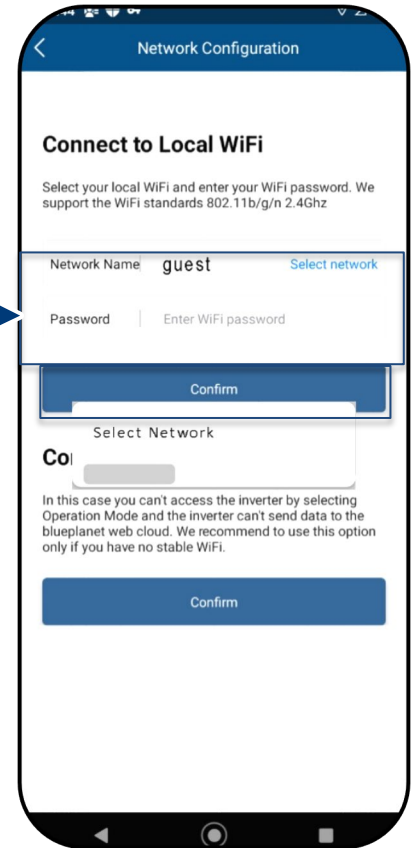 Network Configuration
Connect to Local WiFi
Select your local WiFi and enter your WiFi password. We
support the WiFi standards 802.11b/g/n 2.4Ghz
Network Name guest Select network
Password Enter WiFi password
Confirm
Select Network
In this case you can't access the inverter by selecting
Operation Mode and the inverter can't send data to the
blueplanet web cloud. We recommend to use this option
only if you have no stable WiFi.
Confirm